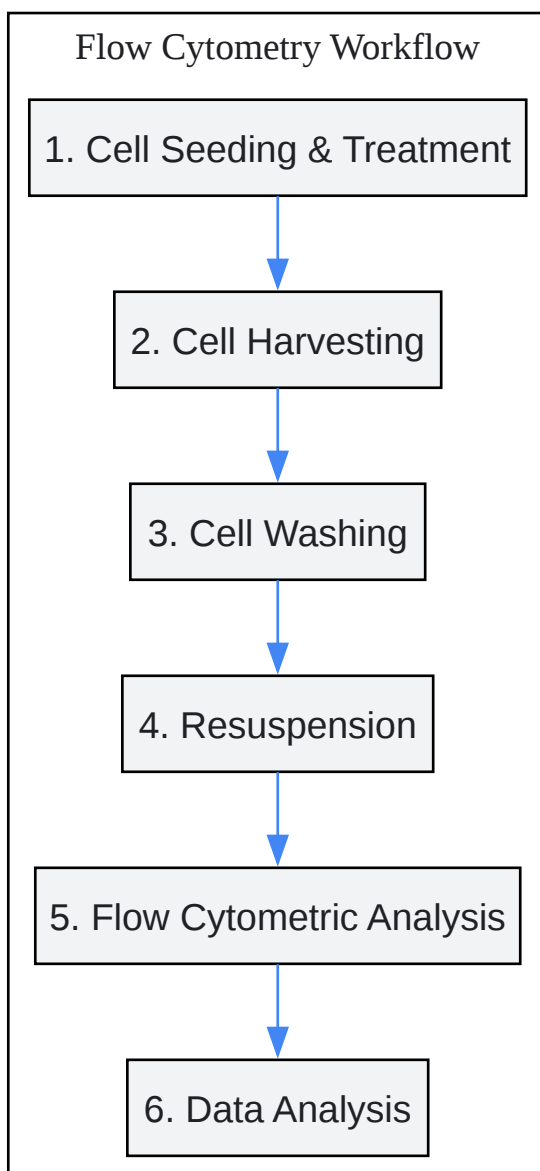 Flow Cytometry Workflow
1. Cell Seeding & Treatment
2. Cell Harvesting
3. Cell Washing
4. Resuspension
5. Flow Cytometric Analysis
6. Data Analysis